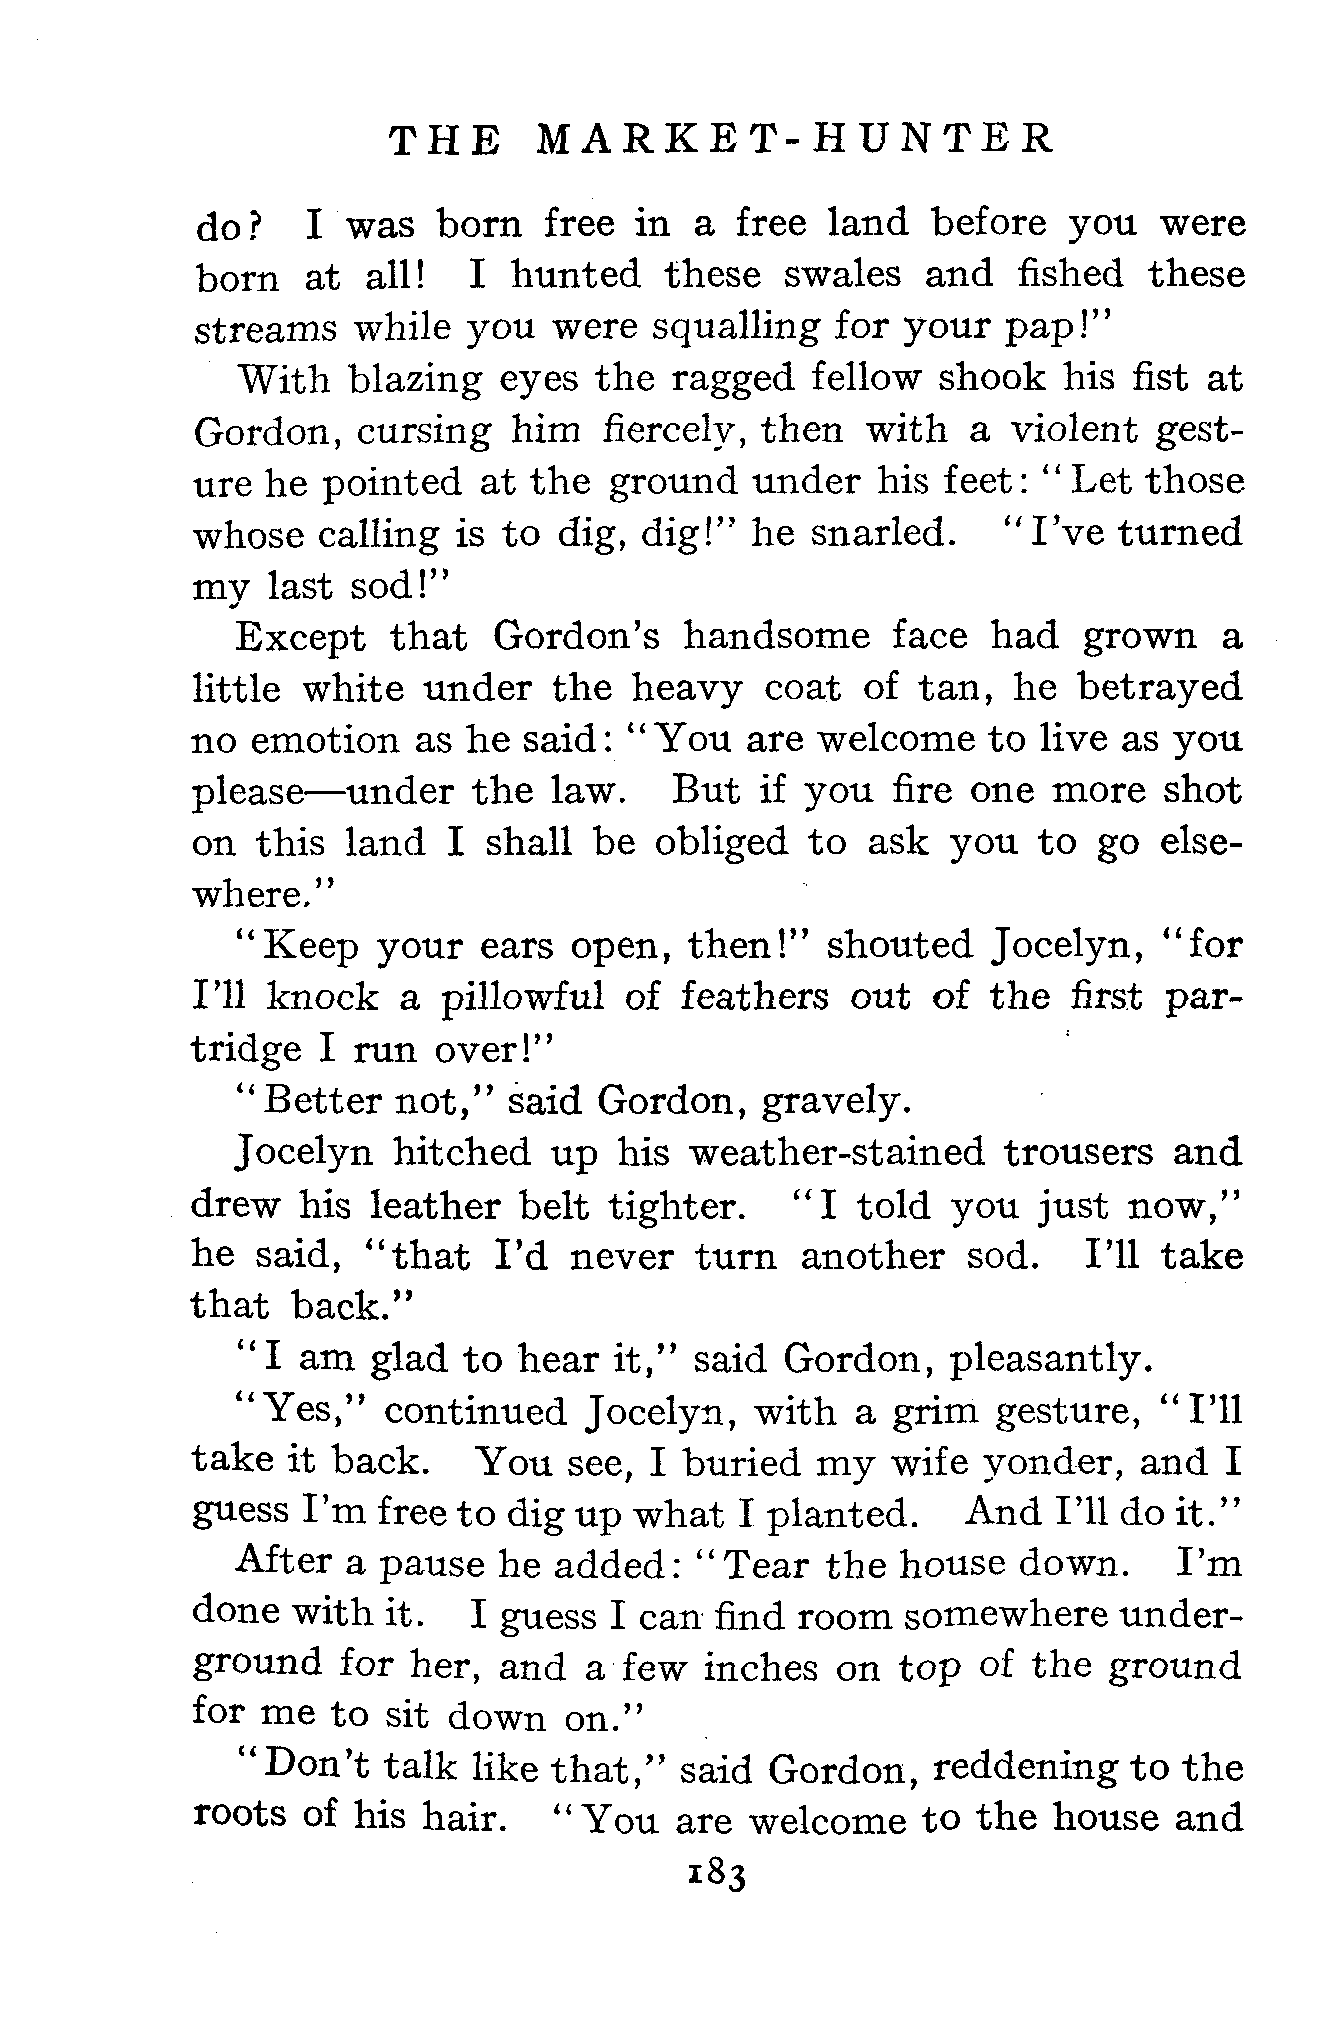 THE MARKET-HUNTER
do? I was born free in a free land before you were
born at all! I hunted these swales and fished these
streams while you were squalling for your pap!"
With blazing eyes the ragged fellow shook his fist at
Gordon, cursing him fiercely, then with a violent gest-
ure he pointed at the ground under his feet: "Let those
whose calling is to dig, dig!" he snarled. "I've turned
my last sod!"
Except that Gordon's handsome face had grown a
little white under the heavy coat of tan, he betrayed
no emotion as he said: "You are welcome to live as you
please—under the law. But if you fire one more shot
on this land I shall be obliged to ask you to go else-
where."
"Keep your ears open, then!" shouted Jocelyn, "for
I'll knock a pillowful of feathers out of the first par-
tridge I run over!"
"Better not," said Gordon, gravely.
Jocelyn hitched up his weather-stained trousers and
drew his leather belt tighter. "I told you just now,"
he said, "that I'd never turn another sod. I'll take
that back."
"I am glad to hear it," said Gordon, pleasantly.
"Yes," continued Jocelyn, with a grim gesture, "I'll
take it back. You see, I buried my wife yonder, and I
guess I'm free to dig up what I planted. And I'll do it."
After a pause he added: "Tear the house down. I'm
done with it. I guess I can find room somewhere under-
ground for her, and a few inches on top of the ground
for me to sit down on."
"Don't talk like that," said Gordon, reddening to the
roots of his hair. "You are welcome to the house and
183